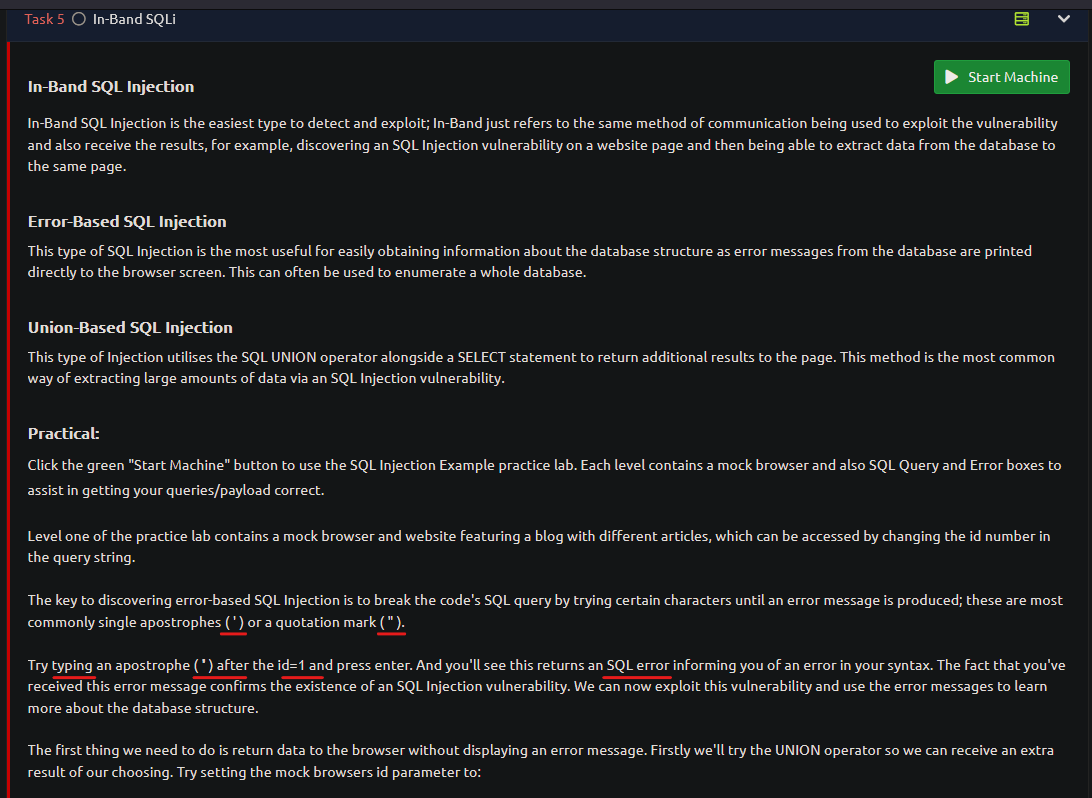 Task 5 In-Band SQLi
Start Machine
In-Band SQL Injection
In-Band SQL Injection is the easiest type to detect and exploit; In-Band just refers to the same method of communication being used to exploit the vulnerability
and also receive the results, for example, discovering an SQL Injection vulnerability on a website page and then being able to extract data from the database to
the same page.
Error-Based SQL Injection
This type of SQL Injection is the most useful for easily obtaining information about the database structure as error messages from the database are printed
directly to the browser screen. This can often be used to enumerate a whole database.
Union-Based SQL Injection
This type of Injection utilises the SQL UNION operator alongside a SELECT statement to return additional results to the page. This method is the most common
way of extracting large amounts of data via an SQL Injection vulnerability.
Practical:
Click the green "Start Machine" button to use the SQL Injection Example practice lab. Each level contains a mock browser and also SQL Query and Error boxes to
assist in getting your queries/payload correct.
Level one of the practice lab contains a mock browser and website featuring a blog with different articles, which can be accessed by changing the id number in
the query string.
The key to discovering error-based SQL Injection is to break the code's SQL query by trying certain characters until an error message is produced; these are most
commonly single apostrophes ( ' ) or a quotation mark ( " ).
Try typing an apostrophe ( ' ) after the id=1 and press enter. And you'll see this returns an SQL error informing you of an error in your syntax. The fact that you've
received this error message confirms the existence of an SQL Injection vulnerability. We can now exploit this vulnerability and use the error messages to learn
more about the database structure.
The first thing we need to do is return data to the browser without displaying an error message. Firstly we'll try the UNION operator so we can receive an extra
result of our choosing. Try setting the mock browsers id parameter to: